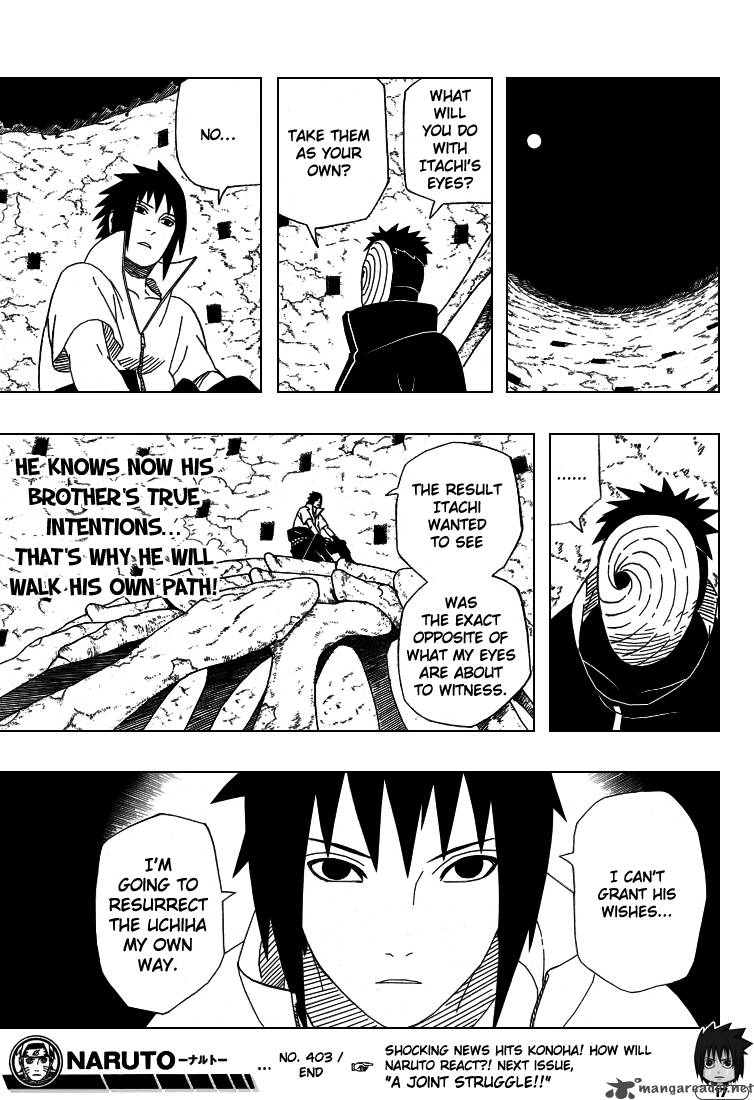 WHAT
WILL
YOU DO
WITH
ITACHI'S
EYES?
TAKE THEM
AS YOUR
OWN?
NO...
......
THE RESULT
ITACHI
WANTED
TO SEE
WAS
THE EXACT
OPPOSITE OF
WHAT MY EYES
ARE ABOUT
TO WITNESS.
HE KNOWS NOW HIS
BROTHER'S TRUE
INTENTIONS...
THAT'S WHY HE WILL
WALK HIS OWN PATH!
I CAN'T
GRANT HIS
WISHES...
I'M
GOING TO
RESURRECT
THE UCHIHA
MY OWN
WAY.
NARUTO ーナルトー
... NO. 403 /
END
☞ SHOCKING NEWS HITS KONOHA! HOW WILL
NARUTO REACT?! NEXT ISSUE,
"A JOINT STRUGGLE!!"
17
mangareader.net